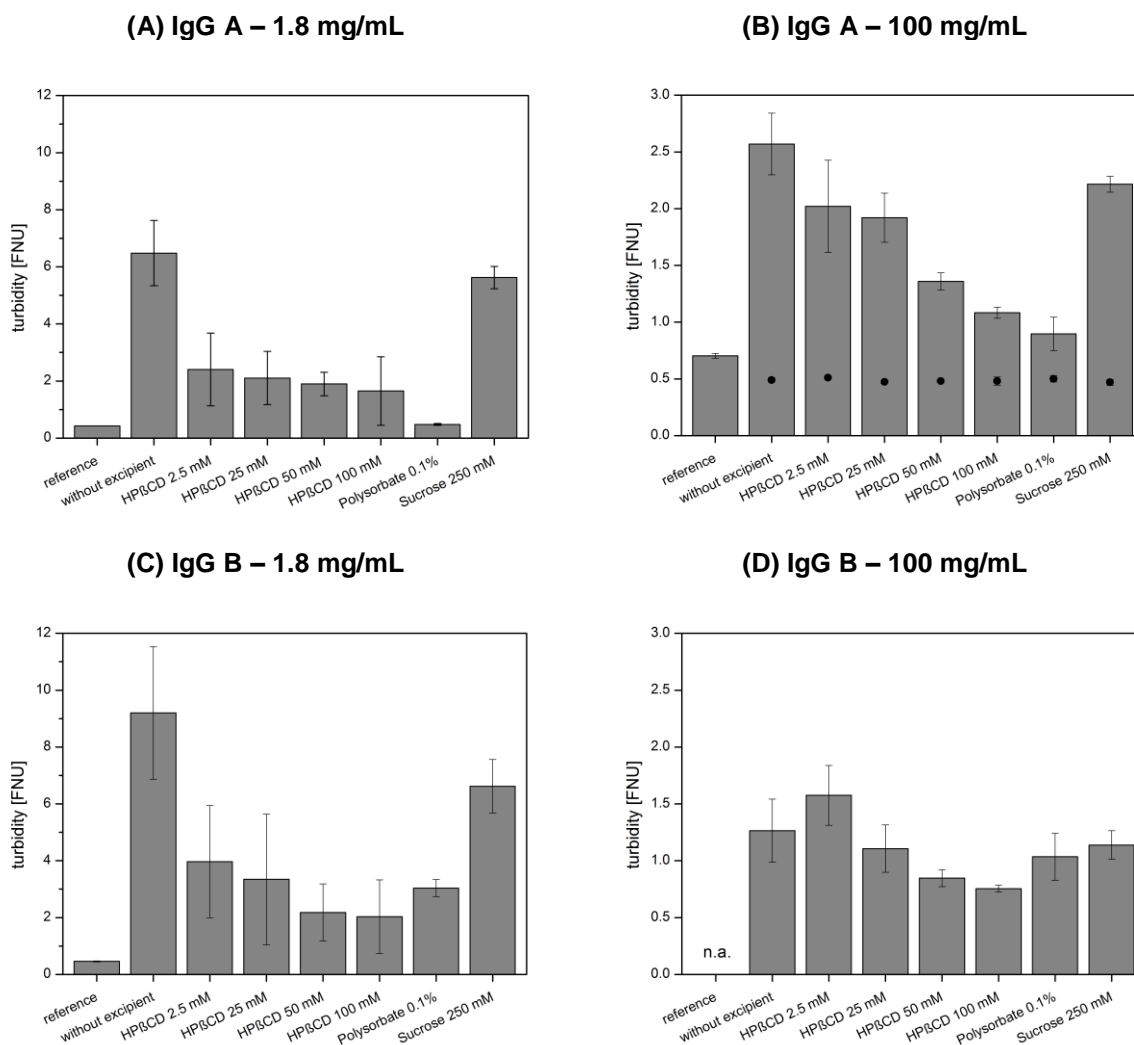 (A) IgG A – 1.8 mg/mL
turbidity [FNU]
12
10
8
6
4
2
0
reference
without excipient
HPßCD 2.5 mM
HPßCD 25 mM
HPßCD 50 mM
HPßCD 100 mM
Polysorbate 0.1%
Sucrose 250 mM
(B) IgG A – 100 mg/mL
turbidity [FNU]
3.0
2.5
2.0
1.5
1.0
0.5
0.0
reference
without excipient
HPßCD 2.5 mM
HPßCD 25 mM
HPßCD 50 mM
HPßCD 100 mM
Polysorbate 0.1%
Sucrose 250 mM
(C) IgG B – 1.8 mg/mL
turbidity [FNU]
12
10
8
6
4
2
0
reference
without excipient
HPßCD 2.5 mM
HPßCD 25 mM
HPßCD 50 mM
HPßCD 100 mM
Polysorbate 0.1%
Sucrose 250 mM
(D) IgG B – 100 mg/mL
turbidity [FNU]
3.0
2.5
2.0
1.5
1.0
0.5
0.0
n.a.
reference
without excipient
HPßCD 2.5 mM
HPßCD 25 mM
HPßCD 50 mM
HPßCD 100 mM
Polysorbate 0.1%
Sucrose 250 mM